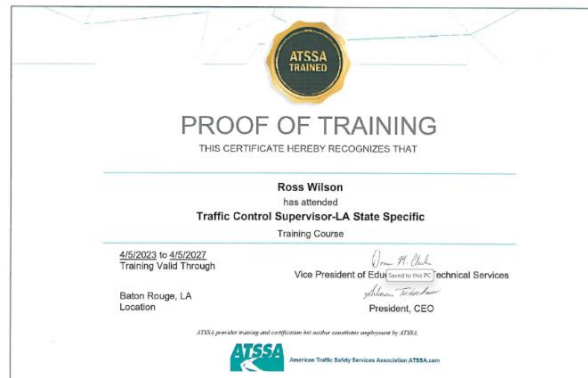 ATSSA
TRAINED
PROOF OF TRAINING
THIS CERTIFICATE HEREBY RECOGNIZES THAT
Ross Wilson
has attended
Traffic Control Supervisor-LA State Specific
Training Course
4/5/2023 to 4/5/2027
Training Valid Through
Vice President of Edu Saved to this PC Technical Services
Baton Rouge, LA
Location
President, CEO
ATSSA provides training and certification but neither constitutes employment by ATSSA.
ATSSA American Traffic Safety Services Association ATSSA.com